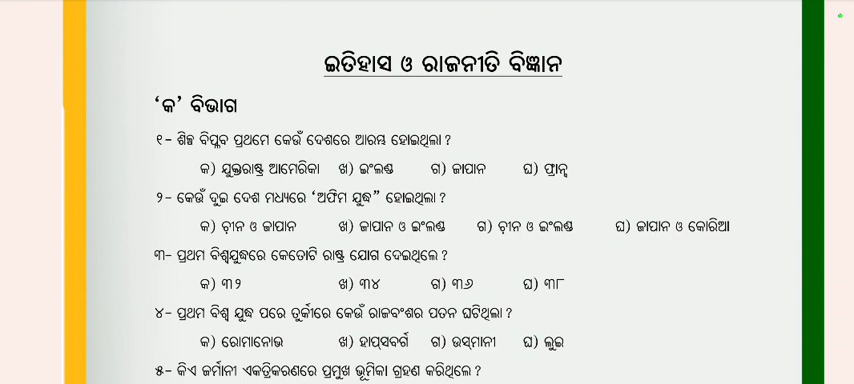 ଇତିହାସ ଓ ରାଜନୀତି ବିଜ୍ଞାନ
‘କ’ ବିଭାଗ
୧- ଶିଳ୍ପ ବିପ୍ଳବ ପ୍ରଥମେ କେଉଁ ଦେଶରେ ଆରମ୍ଭ ହୋଇଥିଲା ?
କ) ଯୁକ୍ତରାଷ୍ଟ୍ର ଆମେରିକା ଖ) ଇଂଲଣ୍ଡ ଗ) ଜାପାନ ଘ) ଫ୍ରାନ୍ସ
୨- କେଉଁ ଦୁଇ ଦେଶ ମଧ୍ୟରେ ‘ଅଫିମ ଯୁଦ୍ଧ” ହୋଇଥିଲା ?
କ) ଚୀନ ଓ ଜାପାନ ଖ) ଜାପାନ ଓ ଇଂଲଣ୍ଡ ଗ) ଚୀନ ଓ ଇଂଲଣ୍ଡ ଘ) ଜାପାନ ଓ କୋରିଆ
୩- ପ୍ରଥମ ବିଶ୍ୱଯୁଦ୍ଧରେ କେତୋଟି ରାଷ୍ଟ୍ର ଯୋଗ ଦେଇଥିଲେ ?
କ) ୩୨ ଖ) ୩୪ ଗ) ୩୬ ଘ) ୩୮
୪- ପ୍ରଥମ ବିଶ୍ୱ ଯୁଦ୍ଧ ପରେ ତୁର୍କୀରେ କେଉଁ ରାଜବଂଶର ପତନ ଘଟିଥିଲା ?
କ) ରୋମାନୋଭ ଖ) ହାପ୍‌ସବର୍ଗ ଗ) ଉସ୍‌ମାନୀ ଘ) ଲୁଇ
୫- କିଏ ଜର୍ମାନୀ ଏକତ୍ରିକରଣରେ ପ୍ରମୁଖ ଭୂମିକା ଗ୍ରହଣ କରିଥିଲେ ?